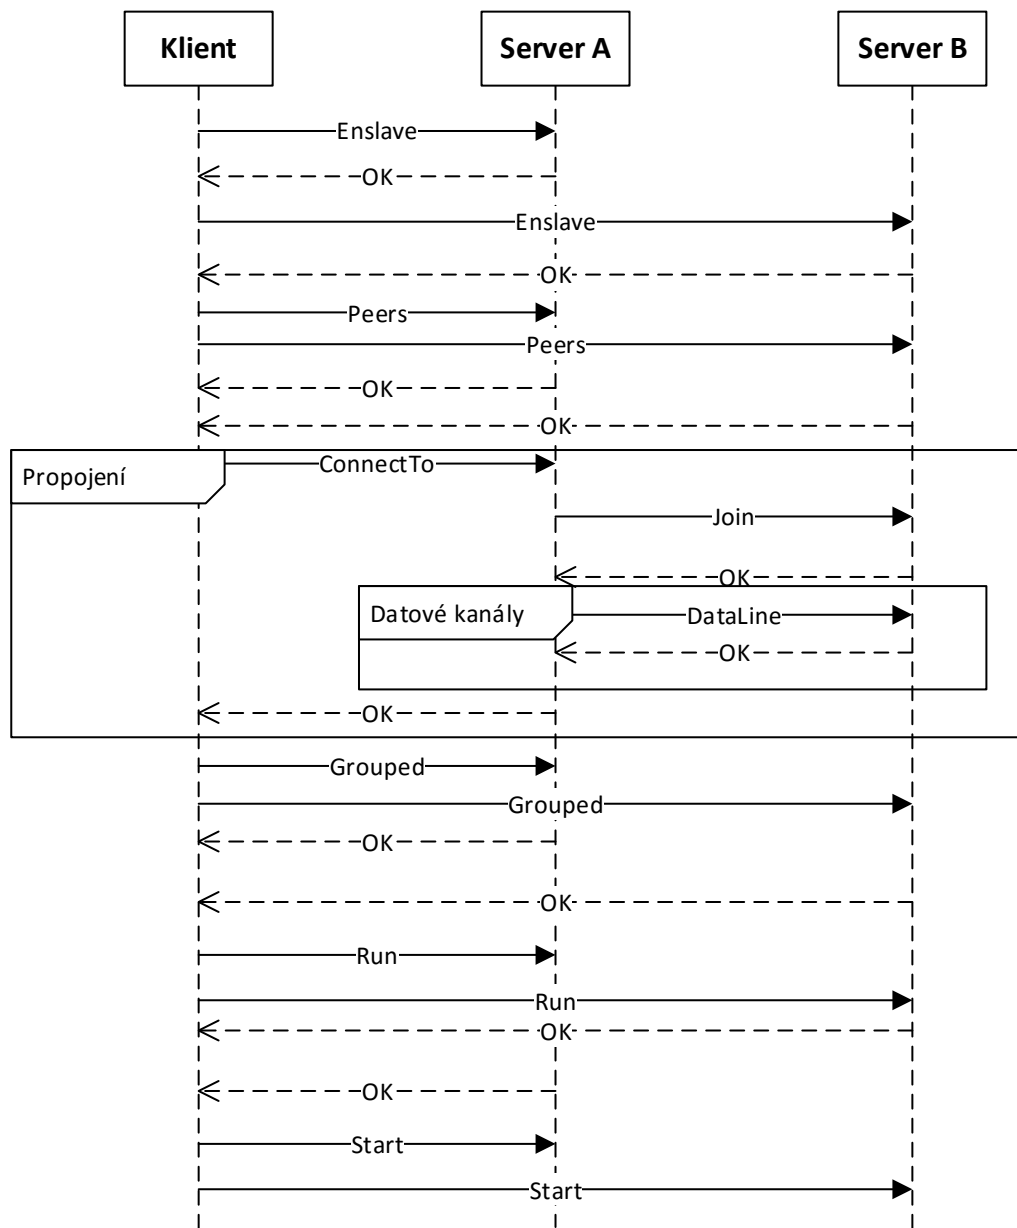 Klient
Server A
Server B
Enslave
OK
Enslave
OK
Peers
Peers
OK
OK
Propojení
ConnectTo
Join
OK
Datové kanály
DataLine
OK
OK
Grouped
Grouped
OK
OK
Run
Run
OK
OK
Start
Start